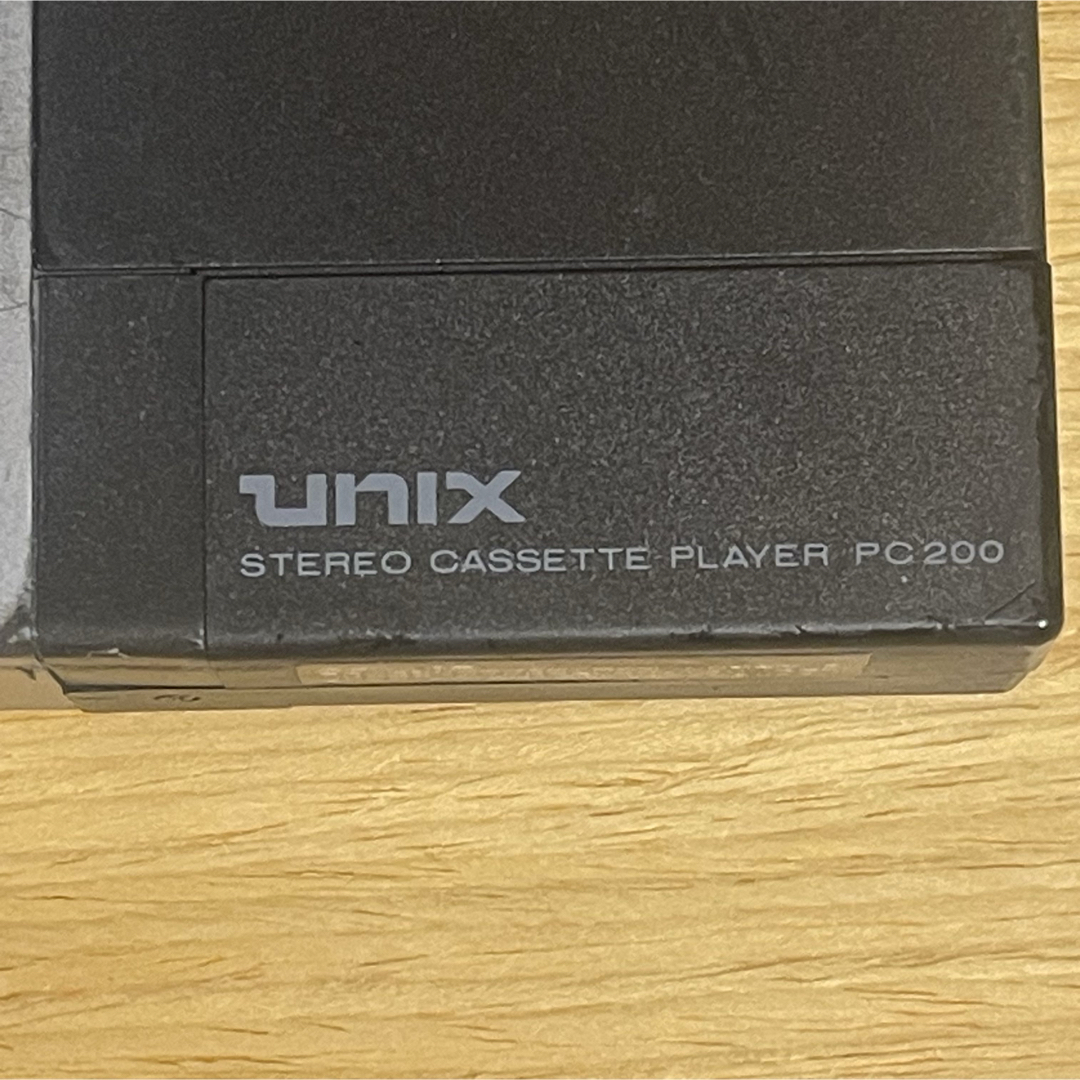 unix
STEREO CASSETTE PLAYER PC200